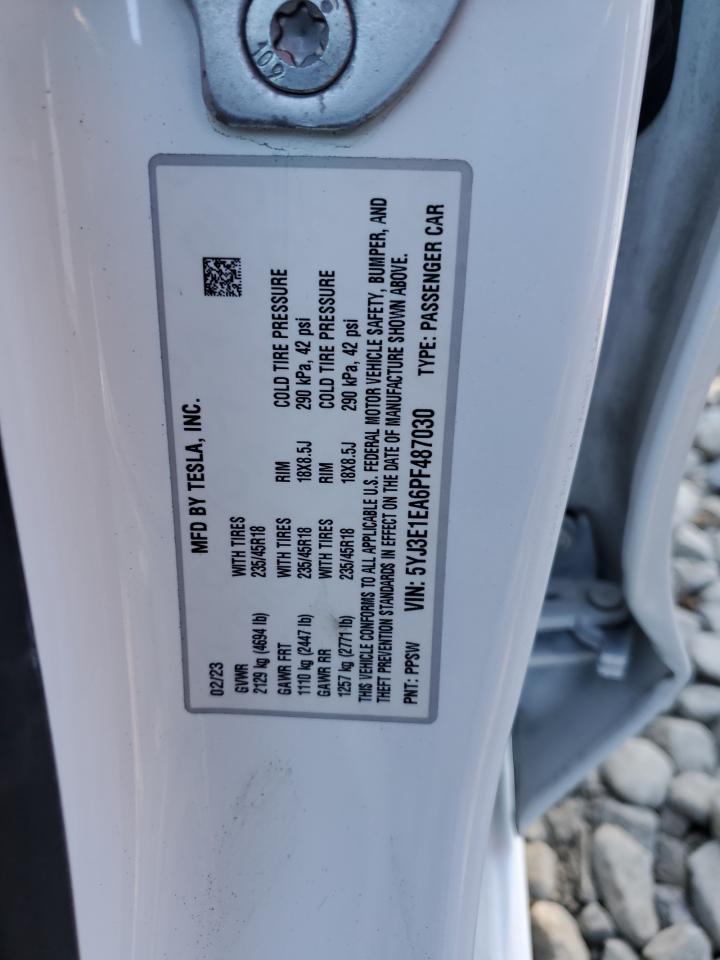 109
MFD BY TESLA, INC.
02/23
GVWR WITH TIRES
2129 kg (4694 lb) 235/45R18
GAWR FRT WITH TIRES RIM COLD TIRE PRESSURE
1110 kg (2447 lb) 235/45R18 18X8.5J 290 kPa, 42 psi
GAWR RR WITH TIRES RIM COLD TIRE PRESSURE
1257 kg (2771 lb) 235/45R18 18X8.5J 290 kPa, 42 psi
THIS VEHICLE CONFORMS TO ALL APPLICABLE U.S. FEDERAL MOTOR VEHICLE SAFETY, BUMPER, AND
THEFT PREVENTION STANDARDS IN EFFECT ON THE DATE OF MANUFACTURE SHOWN ABOVE.
PNT: PPSW VIN: 5YJ3E1EA6PF487030 TYPE: PASSENGER CAR